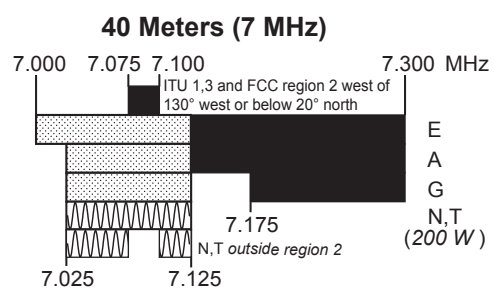 40 Meters (7 MHz)
7.000 7.075 7.100 7.300 MHz
ITU 1,3 and FCC region 2 west of
130° west or below 20° north
E
A
G
N,T
(200 W)
7.175
N,T outside region 2
7.025 7.125